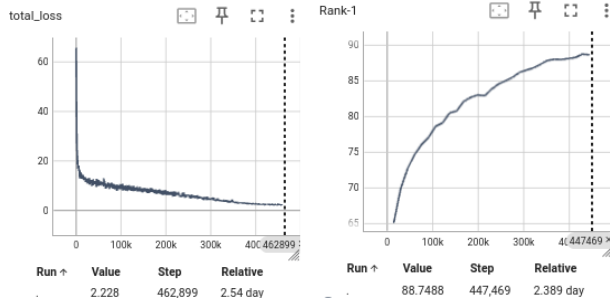 total_loss
60
40
20
0
0 100k 200k 300k 40
462899
Run ↑ Value Step Relative
. 2.228 462,899 2.54 day
Rank-1
90
85
80
75
70
65
0 100k 200k 300k 40
447469 ×
Run ↑ Value Step Relative
. 88.7488 447,469 2.389 day